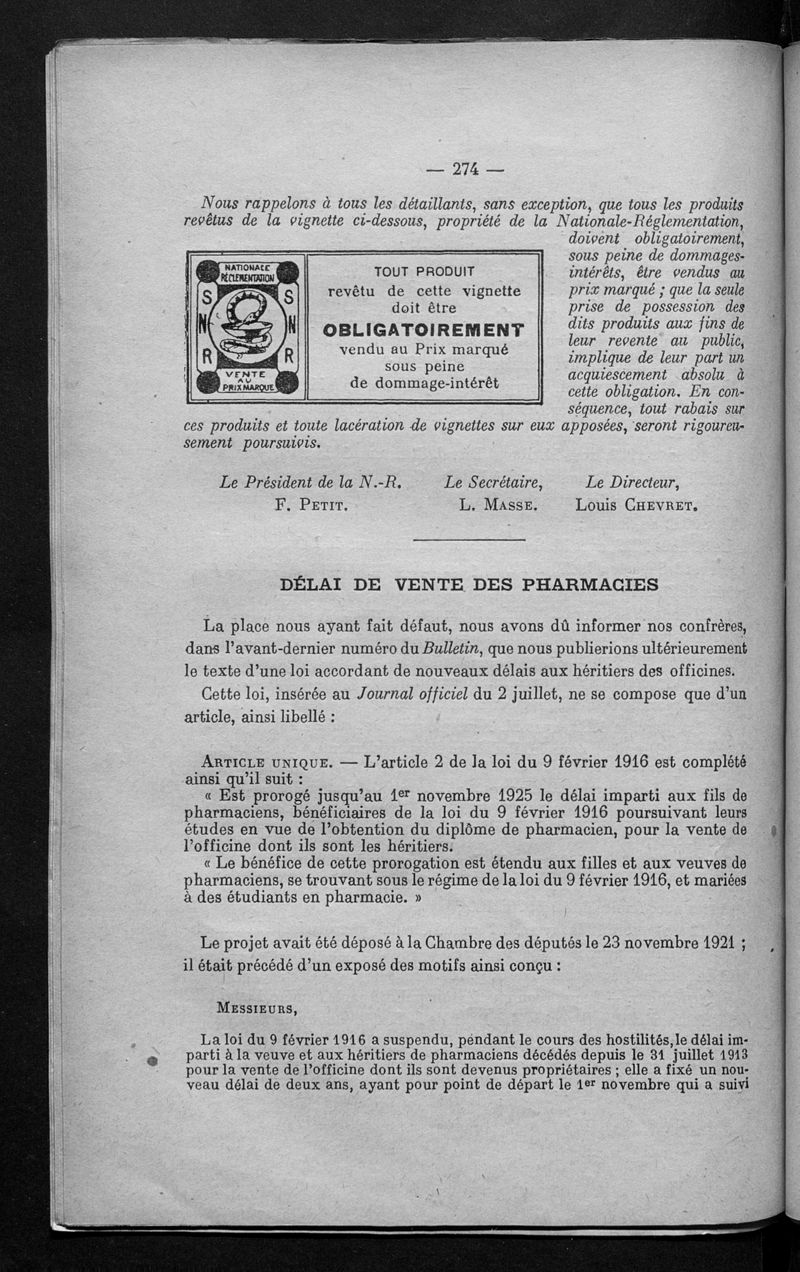 — 274 —
Nous rappelons à tous les détaillants, sans exception, que tous les produits
revêtus de la vignette ci-dessous, propriété de la Nationale-Réglementation,
doivent obligatoirement,
sous peine de dommages-
intérêts, être vendus au
prix marqué ; que la seule
prise de possession des
dits produits aux fins de
leur revente au public,
implique de leur part un
acquiescement absolu à
cette obligation. En con-
séquence, tout rabais sur
NATIONALE
RÉGLEMENTATION
S S
N N
R R
VENTE
AU
PRIX MARQUÉ
TOUT PRODUIT
revêtu de cette vignette
doit être
OBLIGATOIREMENT
vendu au Prix marqué
sous peine
de dommage-intérêt
ces produits et toute lacération de vignettes sur eux apposées, seront rigoureu-
sement poursuivis.
Le Président de la N.-R. Le Secrétaire, Le Directeur,
F. PETIT. L. MASSE. Louis CHEVRET.
DÉLAI DE VENTE DES PHARMACIES
La place nous ayant fait défaut, nous avons dû informer nos confrères,
dans l'avant-dernier numéro du Bulletin, que nous publierions ultérieurement
le texte d'une loi accordant de nouveaux délais aux héritiers des officines.
Cette loi, insérée au Journal officiel du 2 juillet, ne se compose que d'un
article, ainsi libellé :
ARTICLE UNIQUE. — L'article 2 de la loi du 9 février 1916 est complété
ainsi qu'il suit :
« Est prorogé jusqu'au 1er novembre 1925 le délai imparti aux fils de
pharmaciens, bénéficiaires de la loi du 9 février 1916 poursuivant leurs
études en vue de l'obtention du diplôme de pharmacien, pour la vente de
l'officine dont ils sont les héritiers.
« Le bénéfice de cette prorogation est étendu aux filles et aux veuves de
pharmaciens, se trouvant sous le régime de la loi du 9 février 1916, et mariées
à des étudiants en pharmacie. »
Le projet avait été déposé à la Chambre des députés le 23 novembre 1921 ;
il était précédé d'un exposé des motifs ainsi conçu :
MESSIEURS,
La loi du 9 février 1916 a suspendu, pendant le cours des hostilités, le délai im-
parti à la veuve et aux héritiers de pharmaciens décédés depuis le 31 juillet 1913
pour la vente de l'officine dont ils sont devenus propriétaires ; elle a fixé un nou-
veau délai de deux ans, ayant pour point de départ le 1er novembre qui a suivi